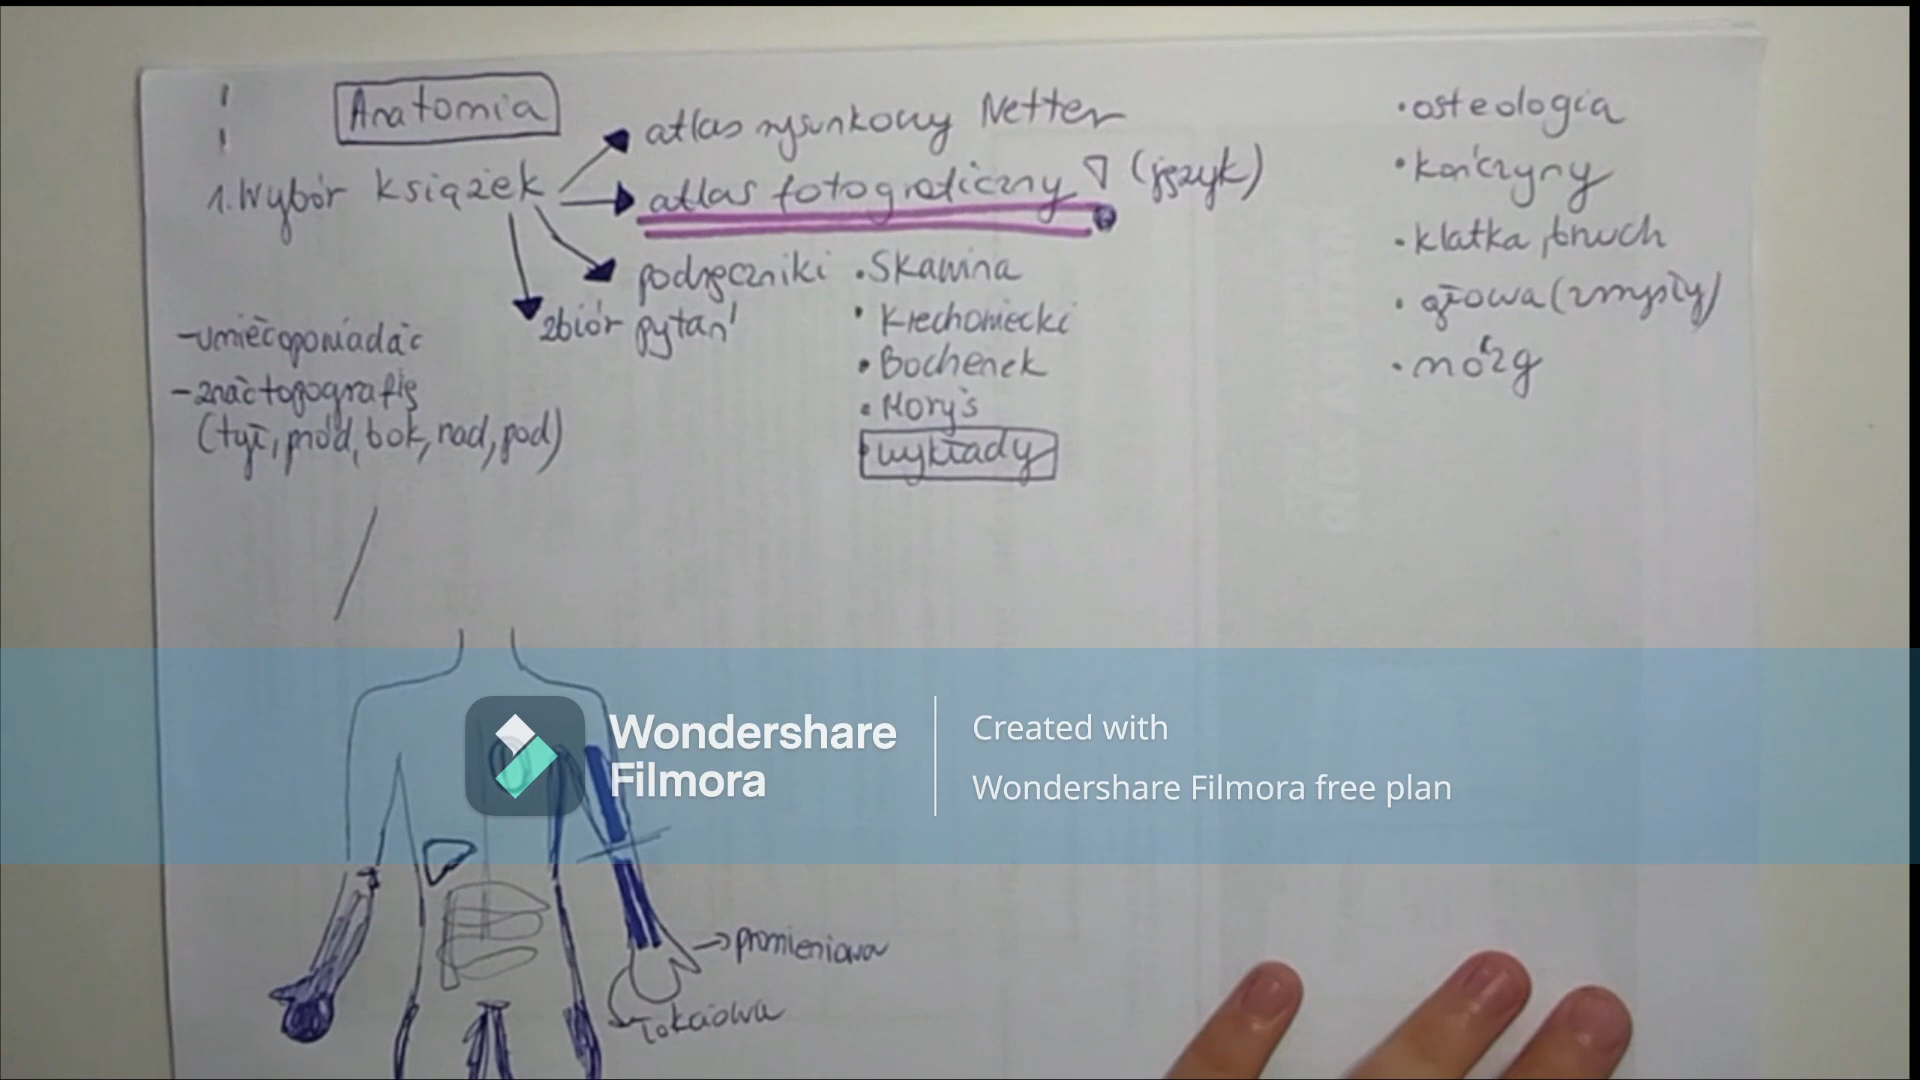 Anatomia
1. Wybór książek
atlas rysunkowy Netter
atlas fotograficzny (język)
podręczniki
zbiór pytań
• Skawina
• Krechowiecki
• Bochenek
• Moryś
• wykłady
- umieć opowiadać
- znać topografię
(tył, przód, bok, nad, pod)
• osteologia
• kończyny
• klatka, brzuch
• głowa (zmysły)
• mózg
Wondershare
Filmora
Created with
Wondershare Filmora free plan
→ promieniowa
→ łokciowa